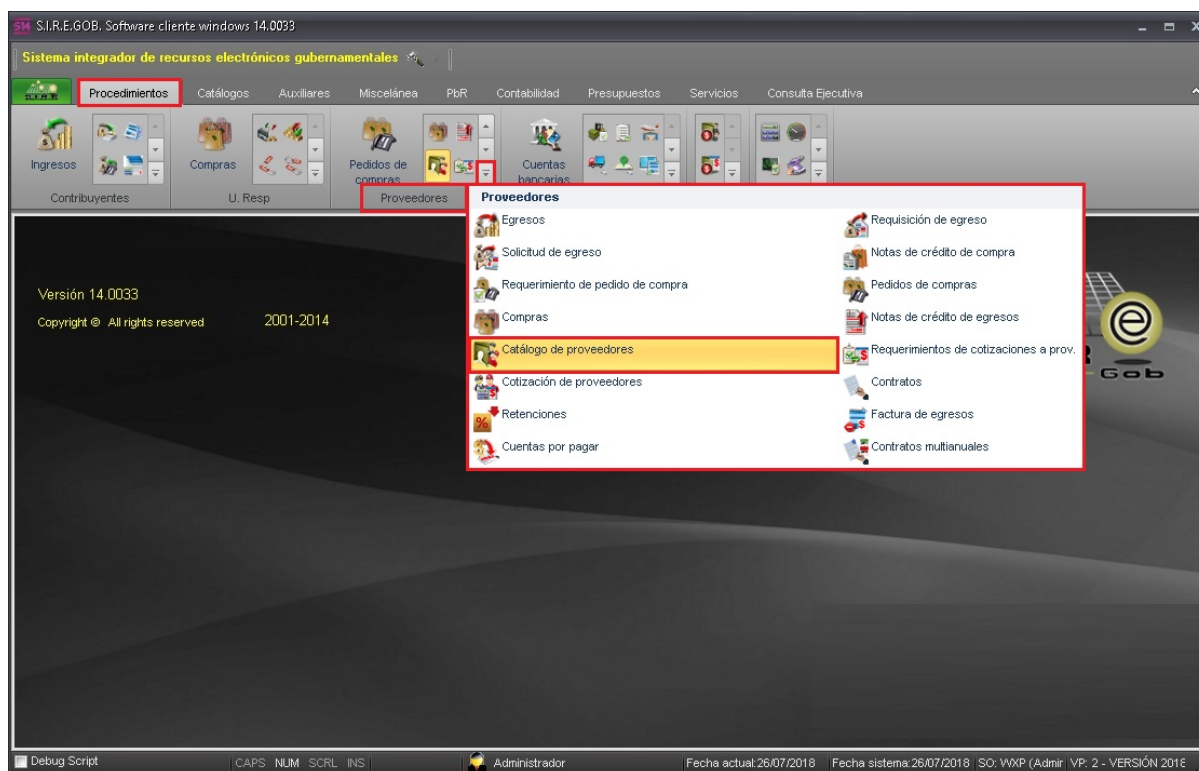 S.I.R.E.GOB. Software cliente windows 14.0033
Sistema integrador de recursos electrónicos gubernamentales
Procedimientos Catálogos Auxiliares Miscelánea PbR Contabilidad Presupuestos Servicios Consulta Ejecutiva
Ingresos Compras Pedidos de compras Cuentas bancarias
Contribuyentes U. Resp Proveedores
Proveedores
Egresos Requisición de egreso
Solicitud de egreso Notas de crédito de compra
Requerimiento de pedido de compra Pedidos de compras
Compras Notas de crédito de egresos
Catálogo de proveedores Requerimientos de cotizaciones a prov.
Cotización de proveedores Contratos
Retenciones Factura de egresos
Cuentas por pagar Contratos multianuales
Versión 14.0033
Copyright © All rights reserved 2001-2014
e
Gob
Debug Script CAPS NUM SCRL INS Administrador Fecha actual:26/07/2018 Fecha sistema:26/07/2018 SO: WXP (Admir VP: 2 - VERSIÓN 2018